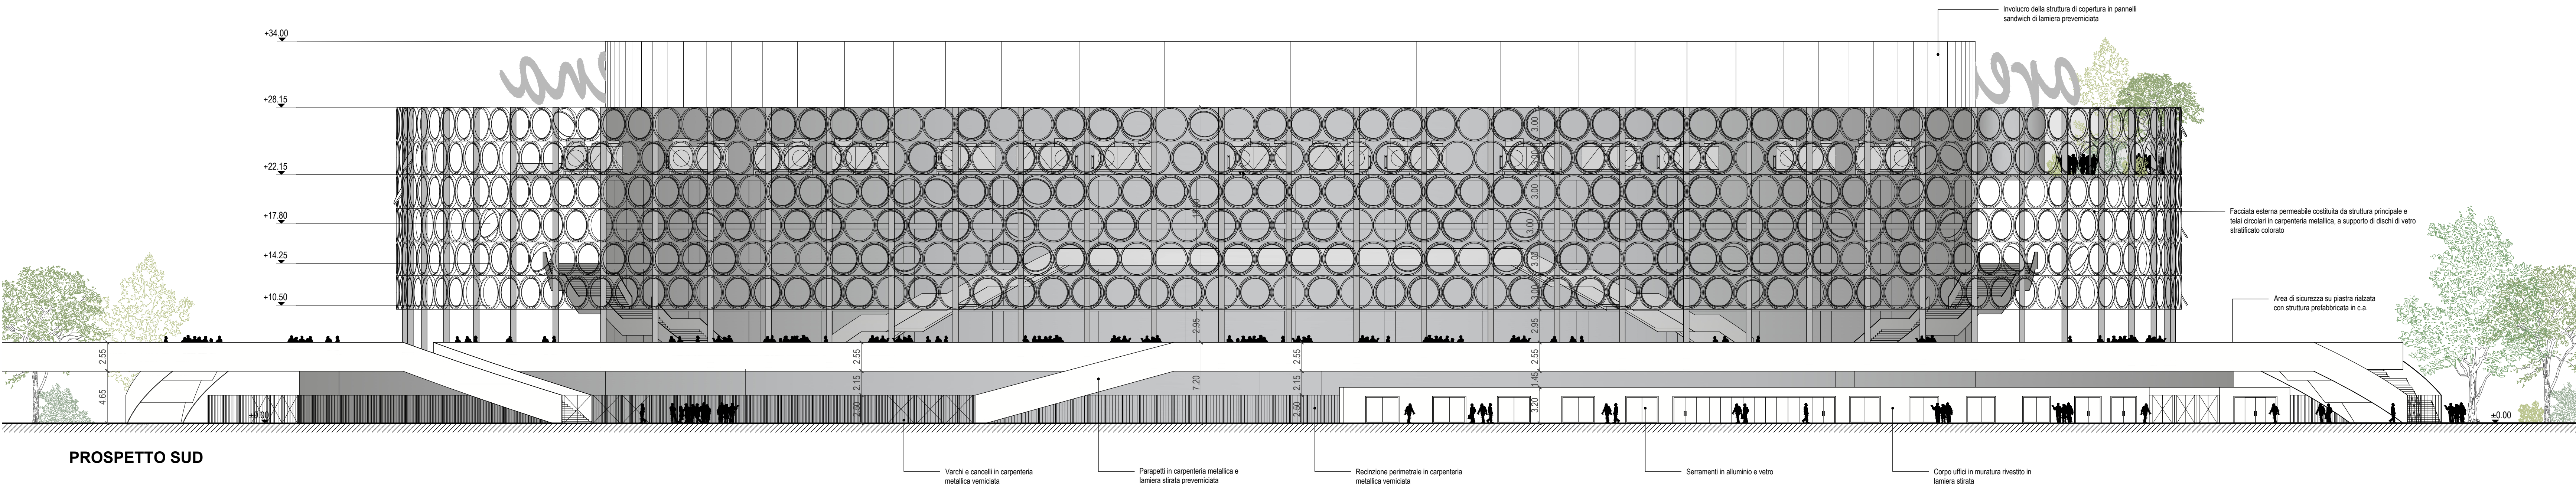 Involucro della struttura di copertura in pannelli
sandwich di lamiera preverniciata
+34.00
ena
are
+28.15
3.00
+22.15
3.00
3.00
+17.80
3.00
Facciata esterna permeabile costituita da struttura principale e
telai circolari in carpenteria metallica, a supporto di dischi di vetro
stratificato colorato
+14.25
3.00
+10.50
3.00
Area di sicurezza su piastra rialzata
con struttura prefabbricata in c.a.
2.95
2.95
2.55
2.55
2.55
2.55
4.65
2.15
7.20
2.15
1.45
2.50
2.50
3.20
±0.00
±0.00
PROSPETTO SUD
Varchi e cancelli in carpenteria
metallica verniciata
Parapetti in carpenteria metallica e
lamiera stirata preverniciata
Recinzione perimetrale in carpenteria
metallica verniciata
Serramenti in alluminio e vetro
Corpo uffici in muratura rivestito in
lamiera stirata